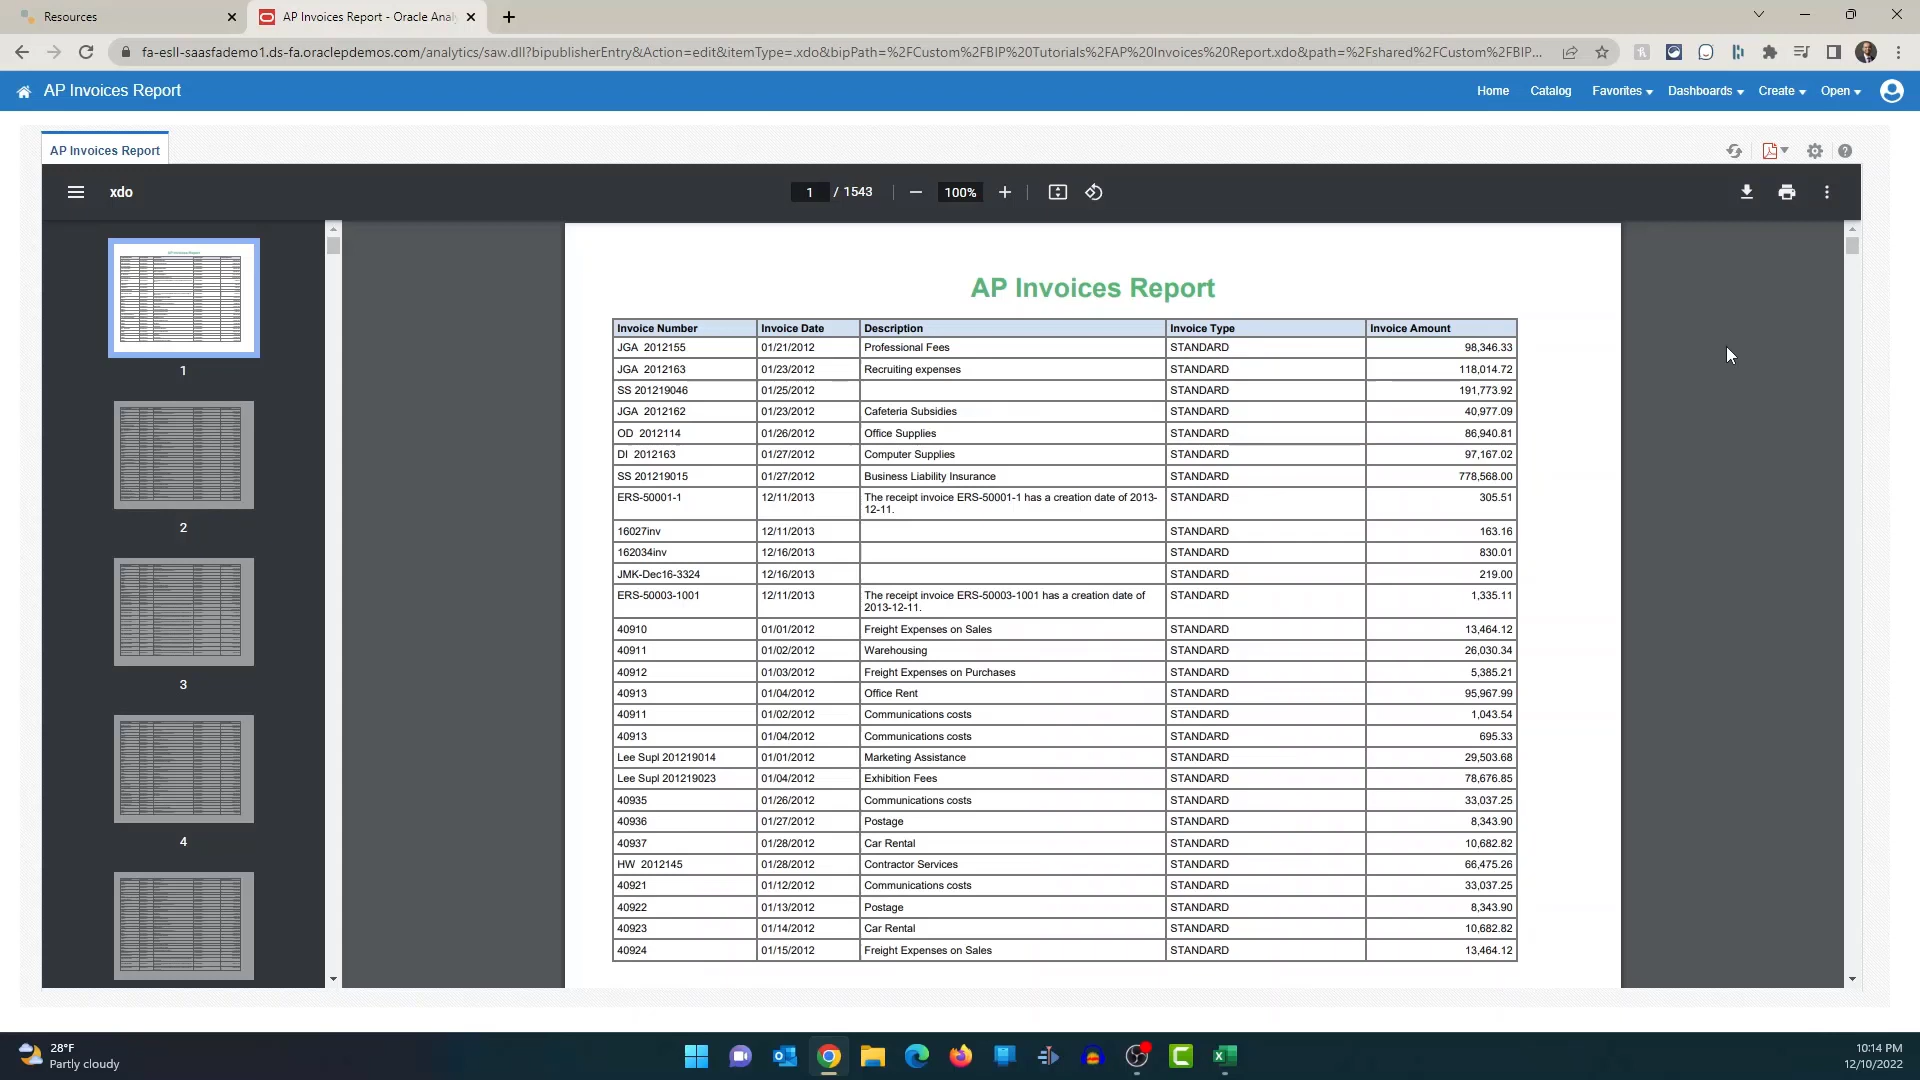 Resources
AP Invoices Report - Oracle Analy
fa-esll-saasfademo1.ds-fa.oraclepdemos.com/analytics/saw.dll?bipublisherEntry&Action=edit&itemType=.xdo&bipPath=%2FCustom%2FBIP%20Tutorials%2FAP%20Invoices%20Report.xdo&path=%2Fshared%2FCustom%2FBIP...
AP Invoices Report
Home Catalog Favorites Dashboards Create Open
AP Invoices Report
xdo
1 / 1543
100%
1
2
3
4
AP Invoices Report
Invoice Number Invoice Date Description Invoice Type Invoice Amount
JGA 2012155 01/21/2012 Professional Fees STANDARD 98,346.33
JGA 2012163 01/23/2012 Recruiting expenses STANDARD 118,014.72
SS 201219046 01/25/2012 STANDARD 191,773.92
JGA 2012162 01/23/2012 Cafeteria Subsidies STANDARD 40,977.09
OD 2012114 01/26/2012 Office Supplies STANDARD 86,940.81
DI 2012163 01/27/2012 Computer Supplies STANDARD 97,167.02
SS 201219015 01/27/2012 Business Liability Insurance STANDARD 778,568.00
ERS-50001-1 12/11/2013 The receipt invoice ERS-50001-1 has a creation date of 2013- STANDARD 305.51
12-11.
16027inv 12/11/2013 STANDARD 163.16
162034inv 12/16/2013 STANDARD 830.01
JMK-Dec16-3324 12/16/2013 STANDARD 219.00
ERS-50003-1001 12/11/2013 The receipt invoice ERS-50003-1001 has a creation date of STANDARD 1,335.11
2013-12-11.
40910 01/01/2012 Freight Expenses on Sales STANDARD 13,464.12
40911 01/02/2012 Warehousing STANDARD 26,030.34
40912 01/03/2012 Freight Expenses on Purchases STANDARD 5,385.21
40913 01/04/2012 Office Rent STANDARD 95,967.99
40911 01/02/2012 Communications costs STANDARD 1,043.54
40913 01/04/2012 Communications costs STANDARD 695.33
Lee Supl 201219014 01/01/2012 Marketing Assistance STANDARD 29,503.68
Lee Supl 201219023 01/04/2012 Exhibition Fees STANDARD 78,676.85
40935 01/26/2012 Communications costs STANDARD 33,037.25
40936 01/27/2012 Postage STANDARD 8,343.90
40937 01/28/2012 Car Rental STANDARD 10,682.82
HW 2012145 01/28/2012 Contractor Services STANDARD 66,475.26
40921 01/12/2012 Communications costs STANDARD 33,037.25
40922 01/13/2012 Postage STANDARD 8,343.90
40923 01/14/2012 Car Rental STANDARD 10,682.82
40924 01/15/2012 Freight Expenses on Sales STANDARD 13,464.12
28°F
Partly cloudy
10:14 PM
12/10/2022